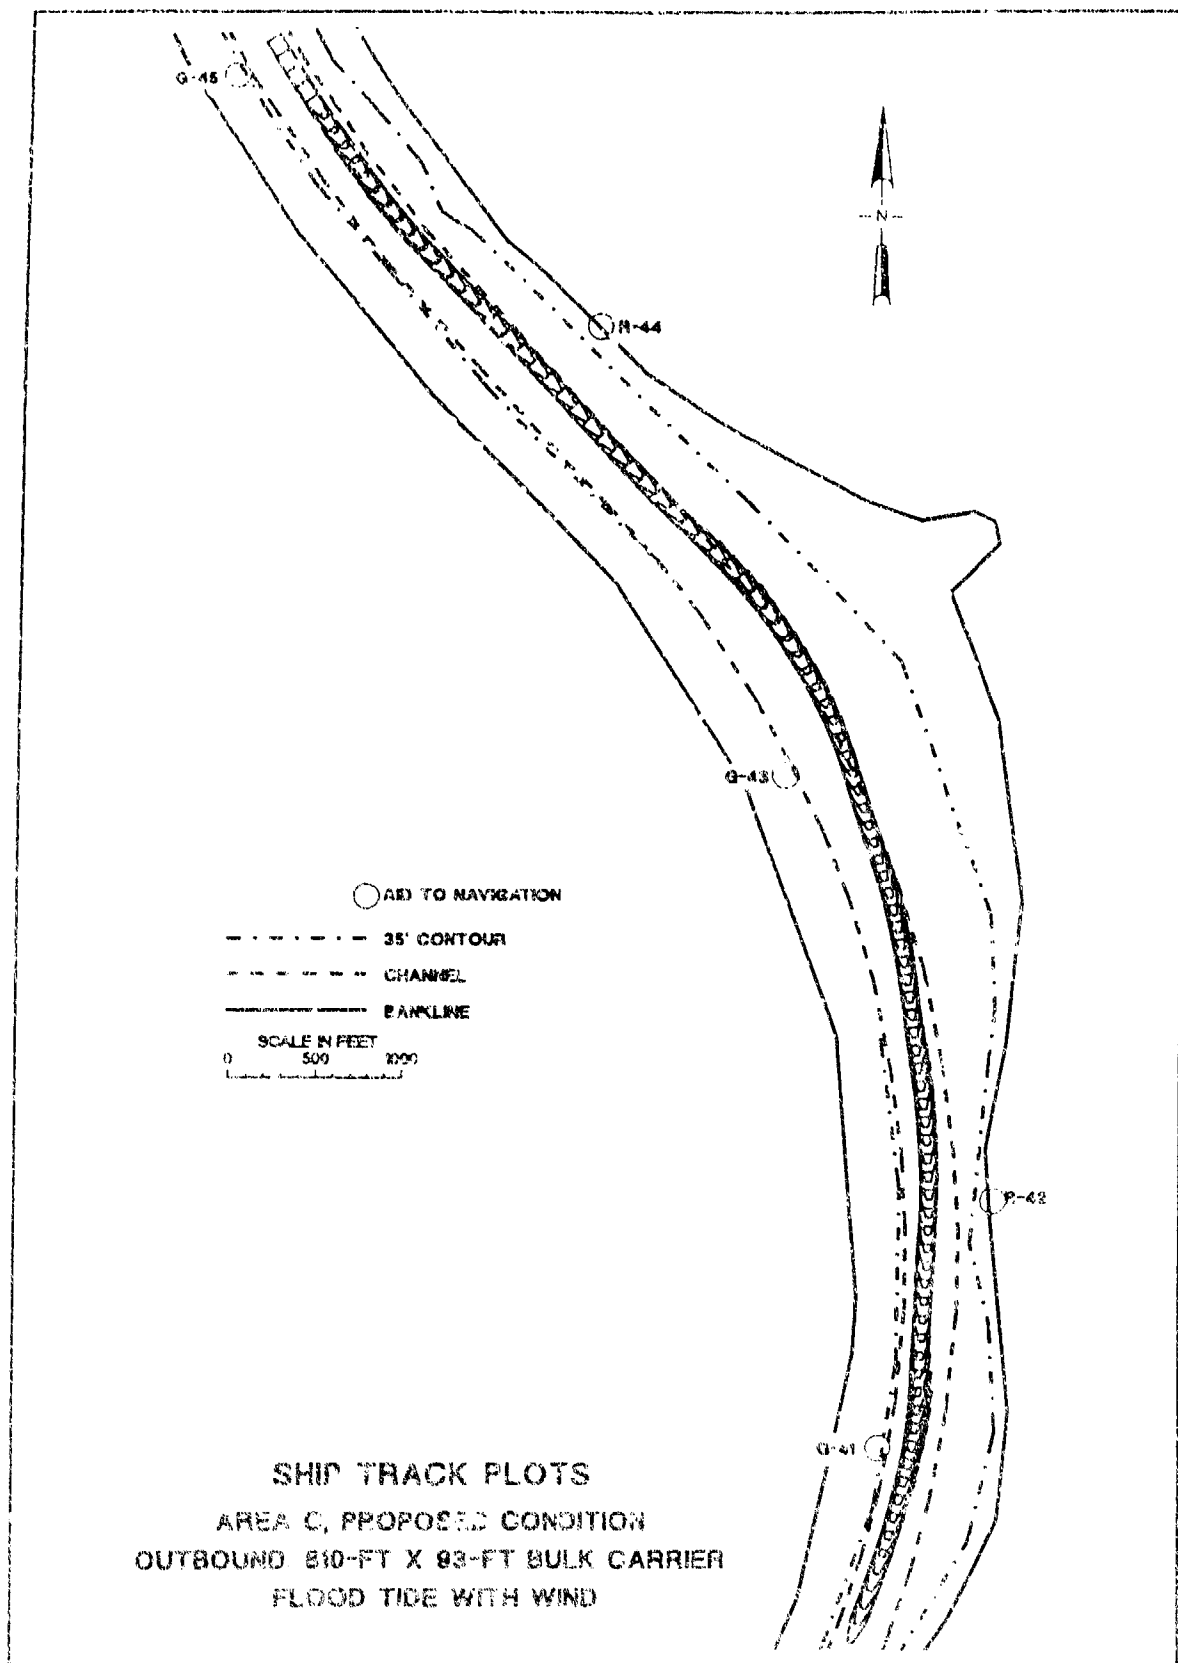 G-45
N
R-44
G-43
AID TO NAVIGATION
35' CONTOUR
CHANNEL
BANKLINE
SCALE IN FEET
0 500 1000
R-42
G-41
SHIP TRACK PLOTS
AREA C, PROPOSED CONDITION
OUTBOUND 810-FT X 93-FT BULK CARRIER
FLOOD TIDE WITH WIND